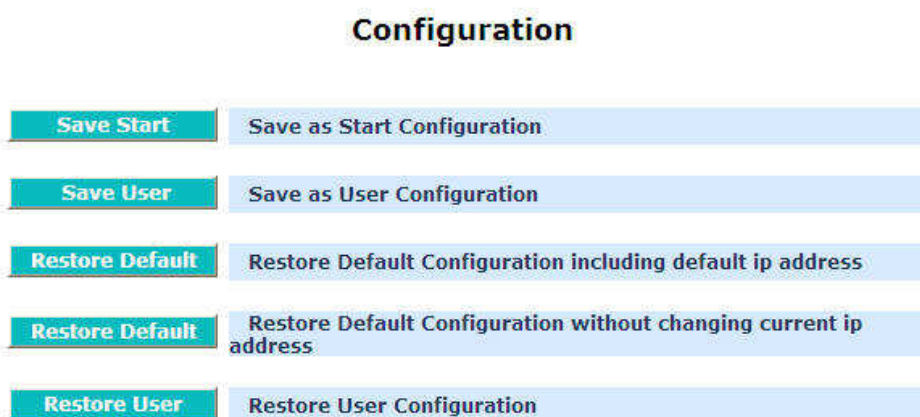 Configuration
Save Start
Save as Start Configuration
Save User
Save as User Configuration
Restore Default
Restore Default Configuration including default ip address
Restore Default
Restore Default Configuration without changing current ip
address
Restore User
Restore User Configuration